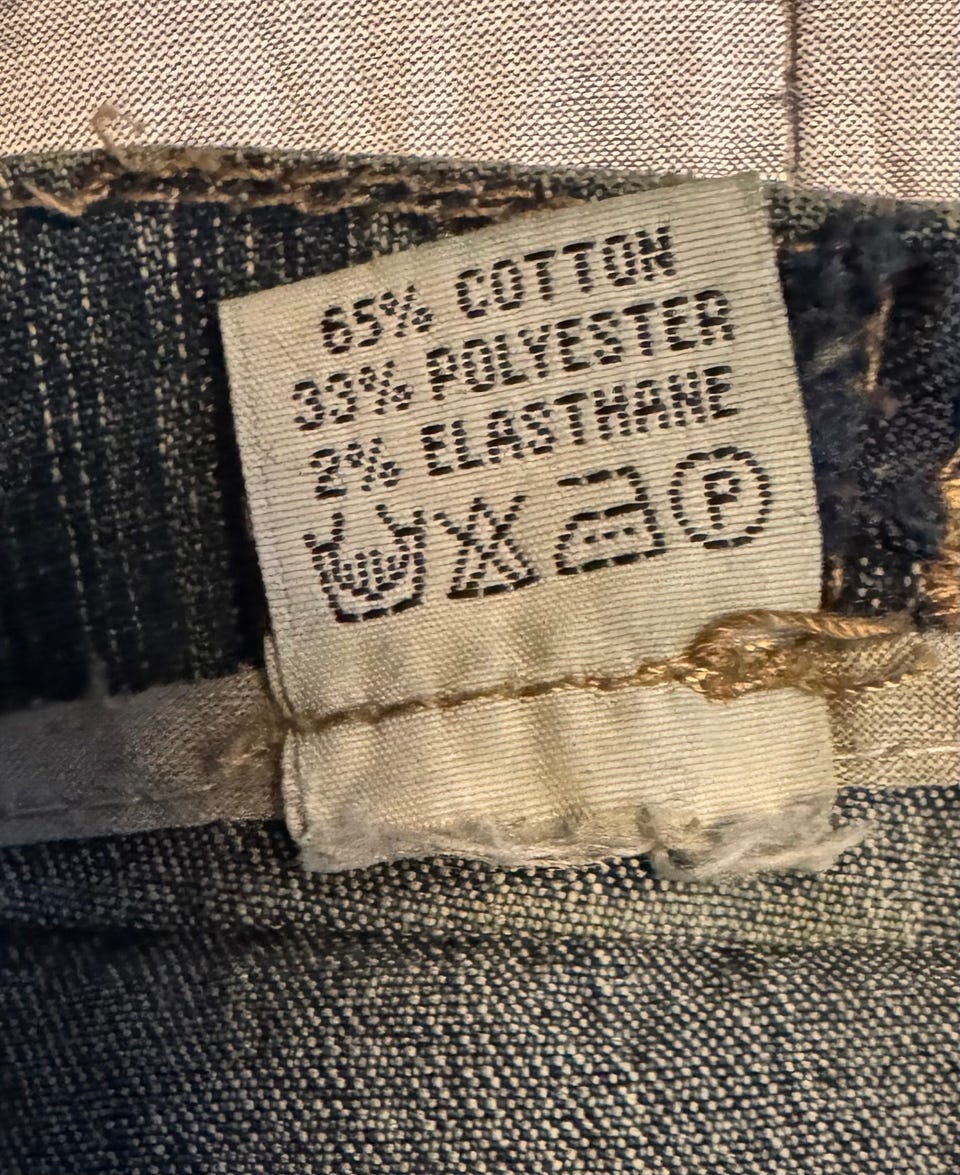 65% COTTON
33% POLYESTER
2% ELASTHANE
P